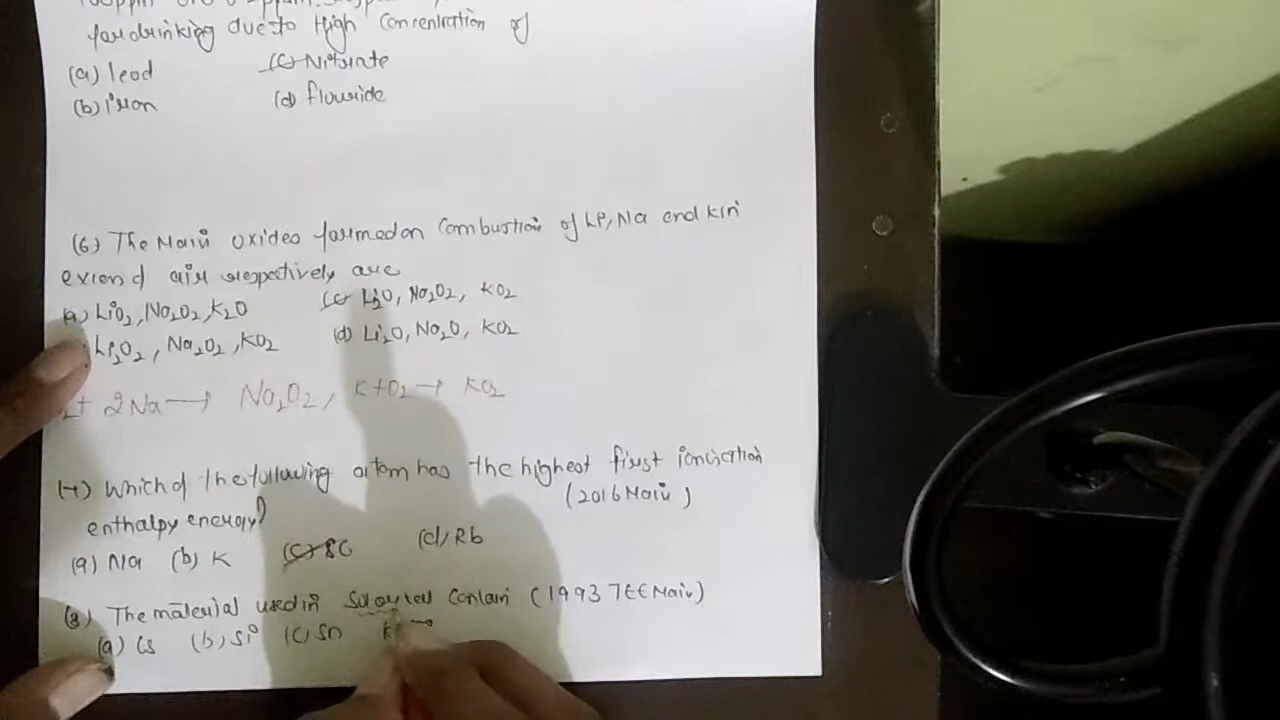 for drinking due to High Concentration of
(a) lead (c) Nitrate
(b) iron (d) flouride
(6) The Main oxides formed on Combustion of Li, Na and K in
exien d air respectively are
(a) LiO2, Na2O2, K2O (c) Li2O, Na2O2, KO2
Li2O2, Na2O2, KO2 (d) Li2O, Na2O, KO2
+ 2Na → Na2O2, K+O2 → KO2
(7) which of the following atom has the highest first ionisation
(2016 Main)
enthalpy energy?
(a) Na (b) K (c) Sc (d) Rb
(8) The material used in Solar cel Contain (1993 JEE Main)
(a) Cs (b) Si (c) Sn